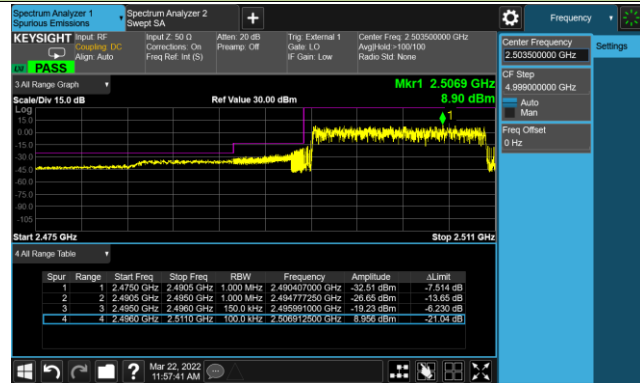 Spectrum Analyzer 1
Spurious Emissions
Spectrum Analyzer 2
Swept SA
+
Frequency
KEYSIGHT
Input: RF
Coupling: DC
Align: Auto
Input Z: 50 Ω
Corrections: On
Freq Ref: Int (S)
Atten: 20 dB
Preamp: Off
Trig: External 1
Gate: LO
IF Gain: Low
Center Freq: 2.503500000 GHz
Avg|Hold:>100/100
Radio Std: None
PASS
Center Frequency
2.503500000 GHz
Settings
CF Step
4.999000000 GHz
Auto
Man
Freq Offset
0 Hz
3 All Range Graph
Mkr1 2.5069 GHz
8.90 dBm
Scale/Div 15.0 dB
Ref Value 30.00 dBm
Log
15.0
0.00
-15.0
-30.0
-45.0
-60.0
-75.0
-90.0
-105
1
Start 2.475 GHz
Stop 2.511 GHz
4 All Range Table
Spur Range Start Freq Stop Freq RBW Frequency Amplitude ΔLimit
1 1 2.4750 GHz 2.4905 GHz 1.000 MHz 2.490407000 GHz -32.51 dBm -7.514 dB
2 2 2.4905 GHz 2.4950 GHz 1.000 MHz 2.494777250 GHz -26.65 dBm -13.65 dB
3 3 2.4950 GHz 2.4960 GHz 150.0 kHz 2.495991000 GHz -19.23 dBm -6.230 dB
4 4 2.4960 GHz 2.5110 GHz 100.0 kHz 2.506912500 GHz 8.956 dBm -21.04 dB
?
Mar 22, 2022
11:57:41 AM